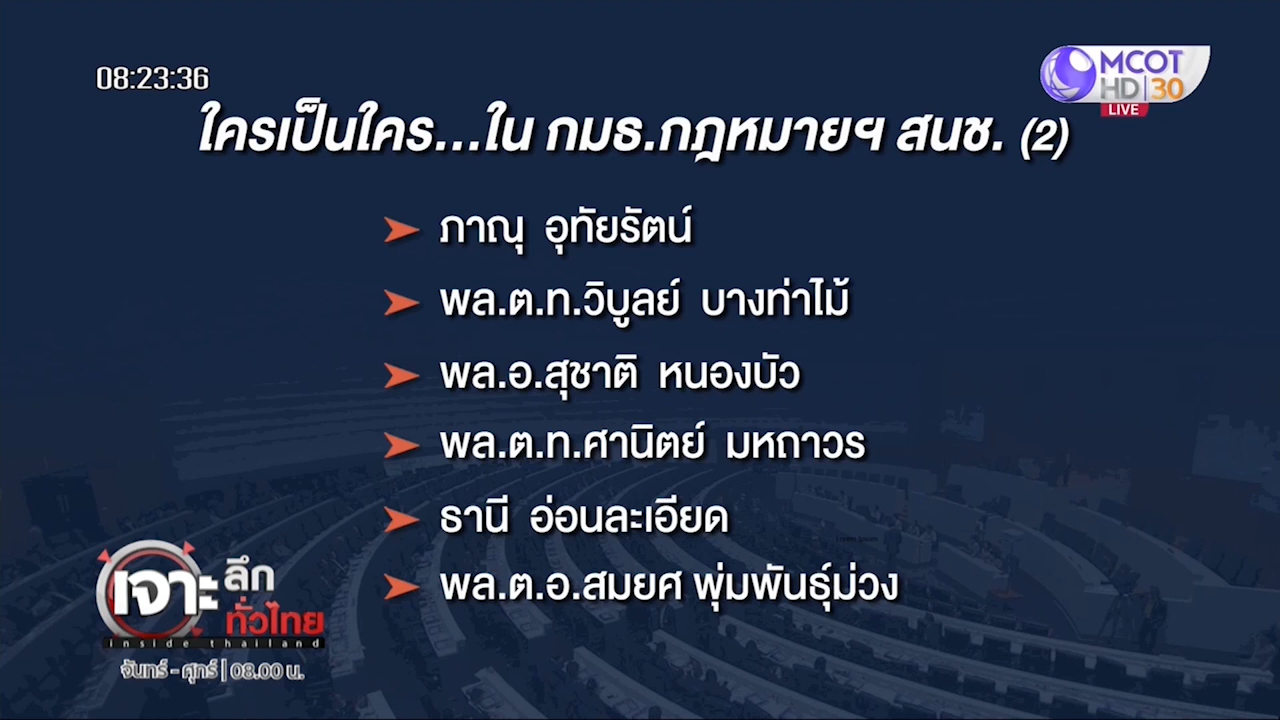 08:23:36
MCOT
HD 30
LIVE
ใครเป็นใคร...ใน กมธ.กฎหมายฯ สนช. (2)
➤ ภาณุ อุทัยรัตน์
➤ พล.ต.ท.วิบูลย์ บางท่าไม้
➤ พล.อ.สุชาติ หนองบัว
➤ พล.ต.ท.ศานิตย์ มหถาวร
➤ ธานี อ่อนละเอียด
➤ พล.ต.อ.สมยศ พุ่มพันธุ์ม่วง
เจาะลึก
ทั่วไทย
inside thailand
จันทร์ - ศุกร์ | 08.00 น.